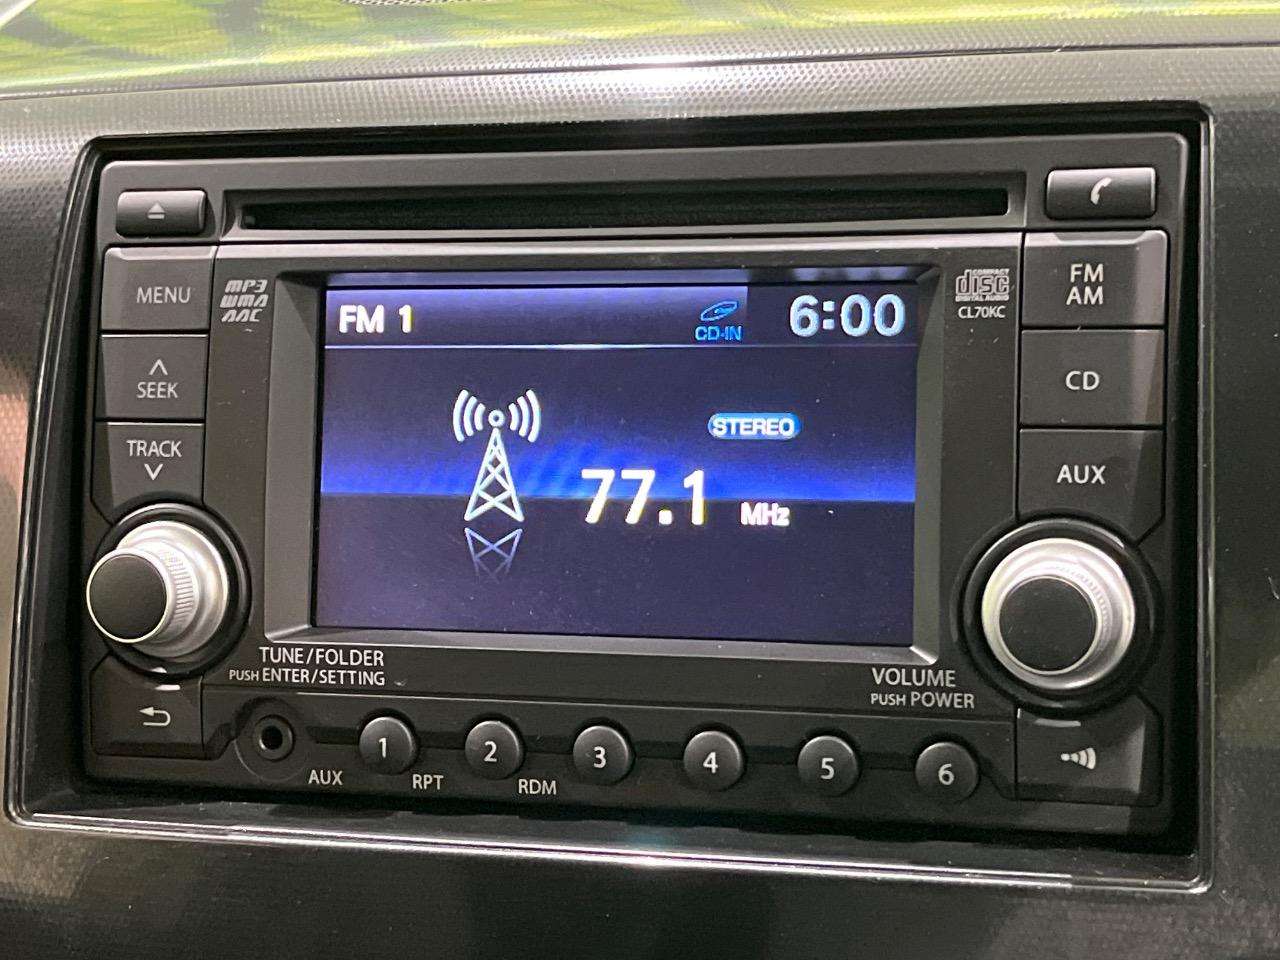 MENU
MP3
WMA
AAC
FM 1
CD-IN
6:00
COMPACT
disc
DIGITAL AUDIO
CL70KC
FM
AM
SEEK
CD
STEREO
TRACK
77.1 MHz
AUX
TUNE/FOLDER
PUSH ENTER/SETTING
VOLUME
PUSH POWER
1
2
3
4
5
6
AUX
RPT
RDM